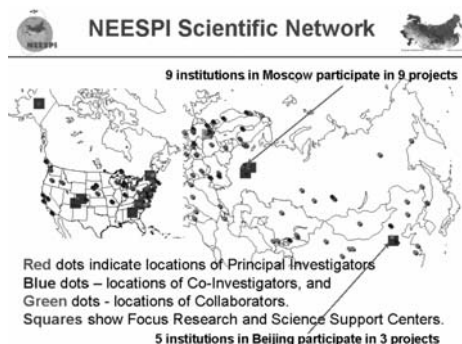 NEESPI Scientific Network
9 institutions in Moscow participate in 9 projects
Red dots indicate locations of Principal Investigators
Blue dots – locations of Co-Investigators, and
Green dots - locations of Collaborators.
Squares show Focus Research and Science Support Centers.
5 institutions in Beijing participate in 3 projects